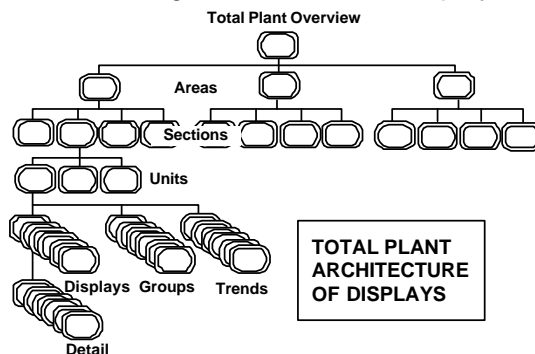 Total Plant Overview
Areas
Sections
Units
TOTAL PLANT
ARCHITECTURE
OF DISPLAYS
Displays Groups Trends
Detail